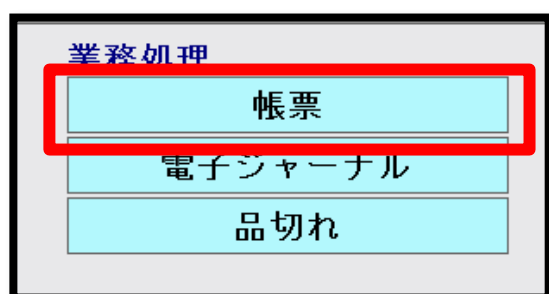 業務処理
帳票
電子ジャーナル
品切れ